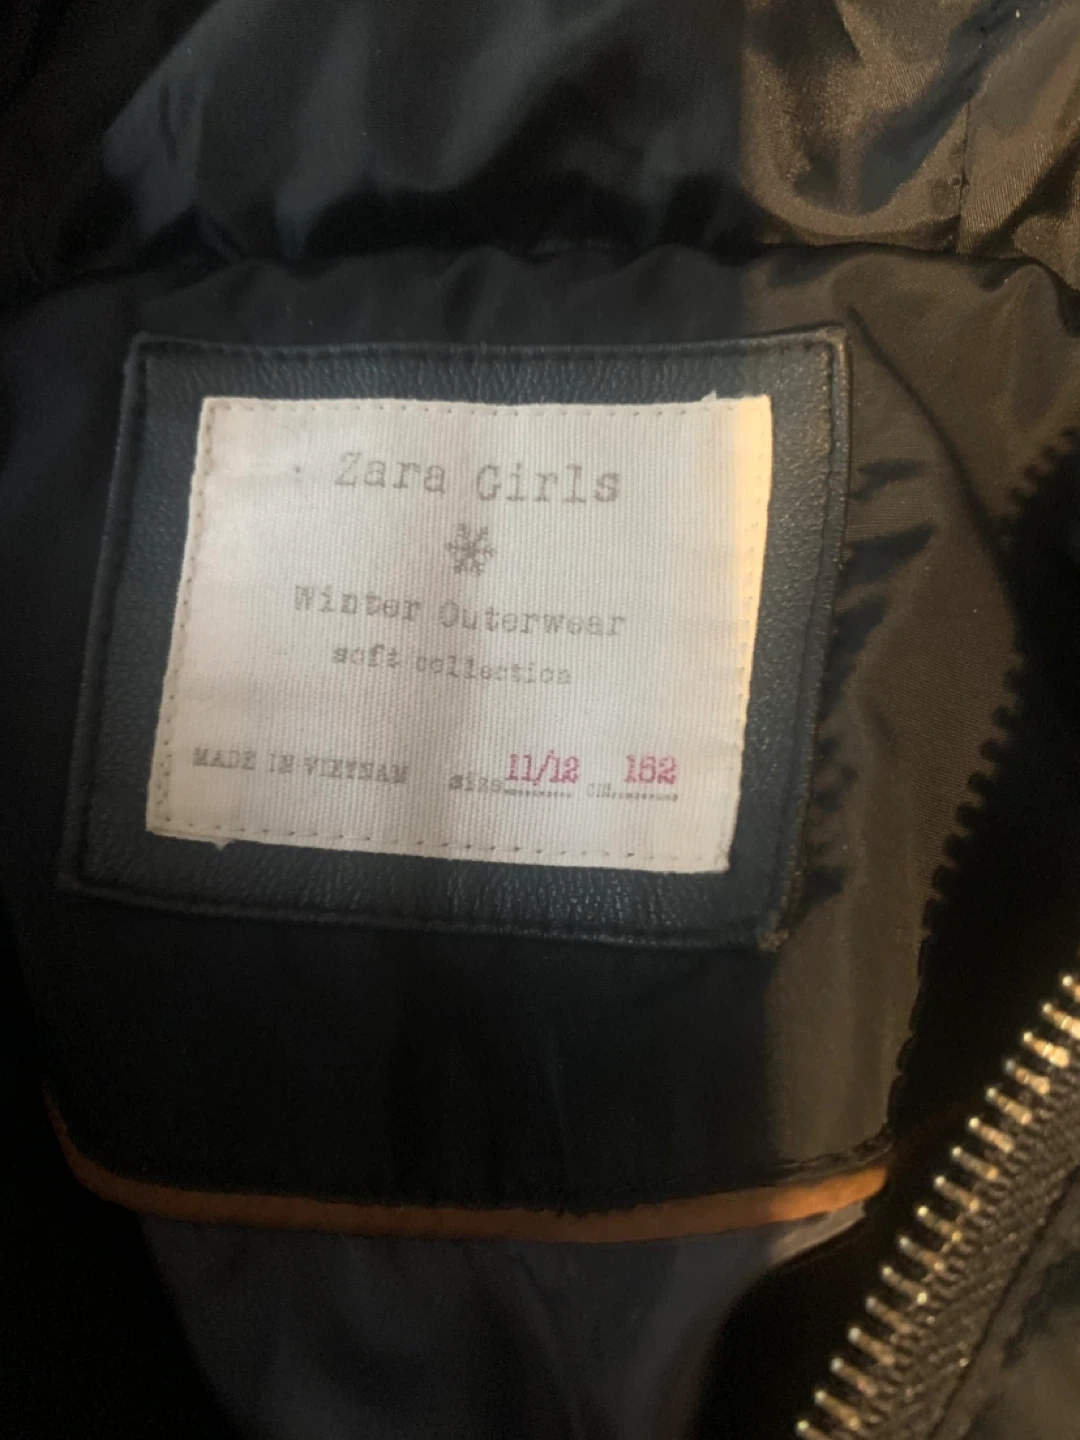 Zara Girls
Winter Outerwear
soft collection
MADE IN VIETNAM size 11/12 cm. 152